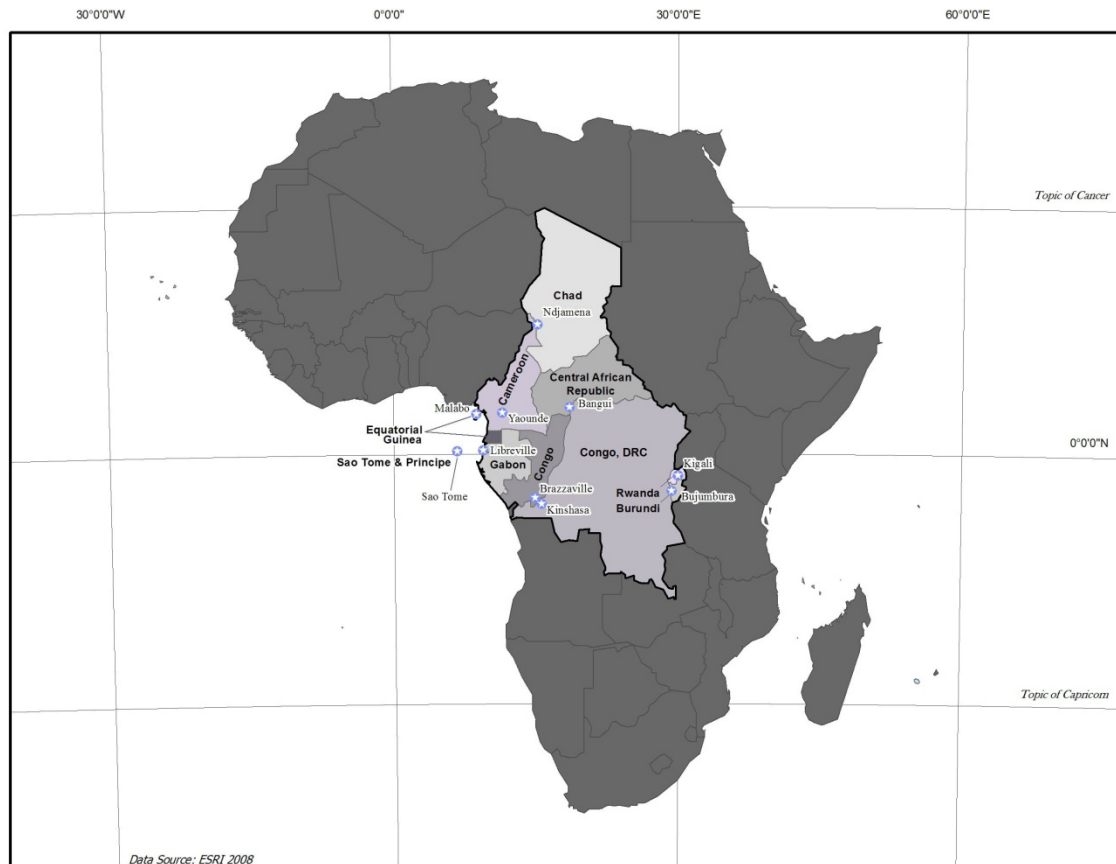 30°0'0"W
0°0'0"
30°0'0"E
60°0'0"E
Topic of Cancer
Chad
Ndjamena
Cameroon
Central African
Republic
Bangui
Malabo
Yaounde
Equatorial
Guinea
0°0'0"N
Libreville
Congo, DRC
Sao Tome & Principe
Gabon
Congo
Kigali
Sao Tome
Brazzaville
Rwanda
Bujumbura
Kinshasa
Burundi
Topic of Capricorn
Data Source: ESRI 2008